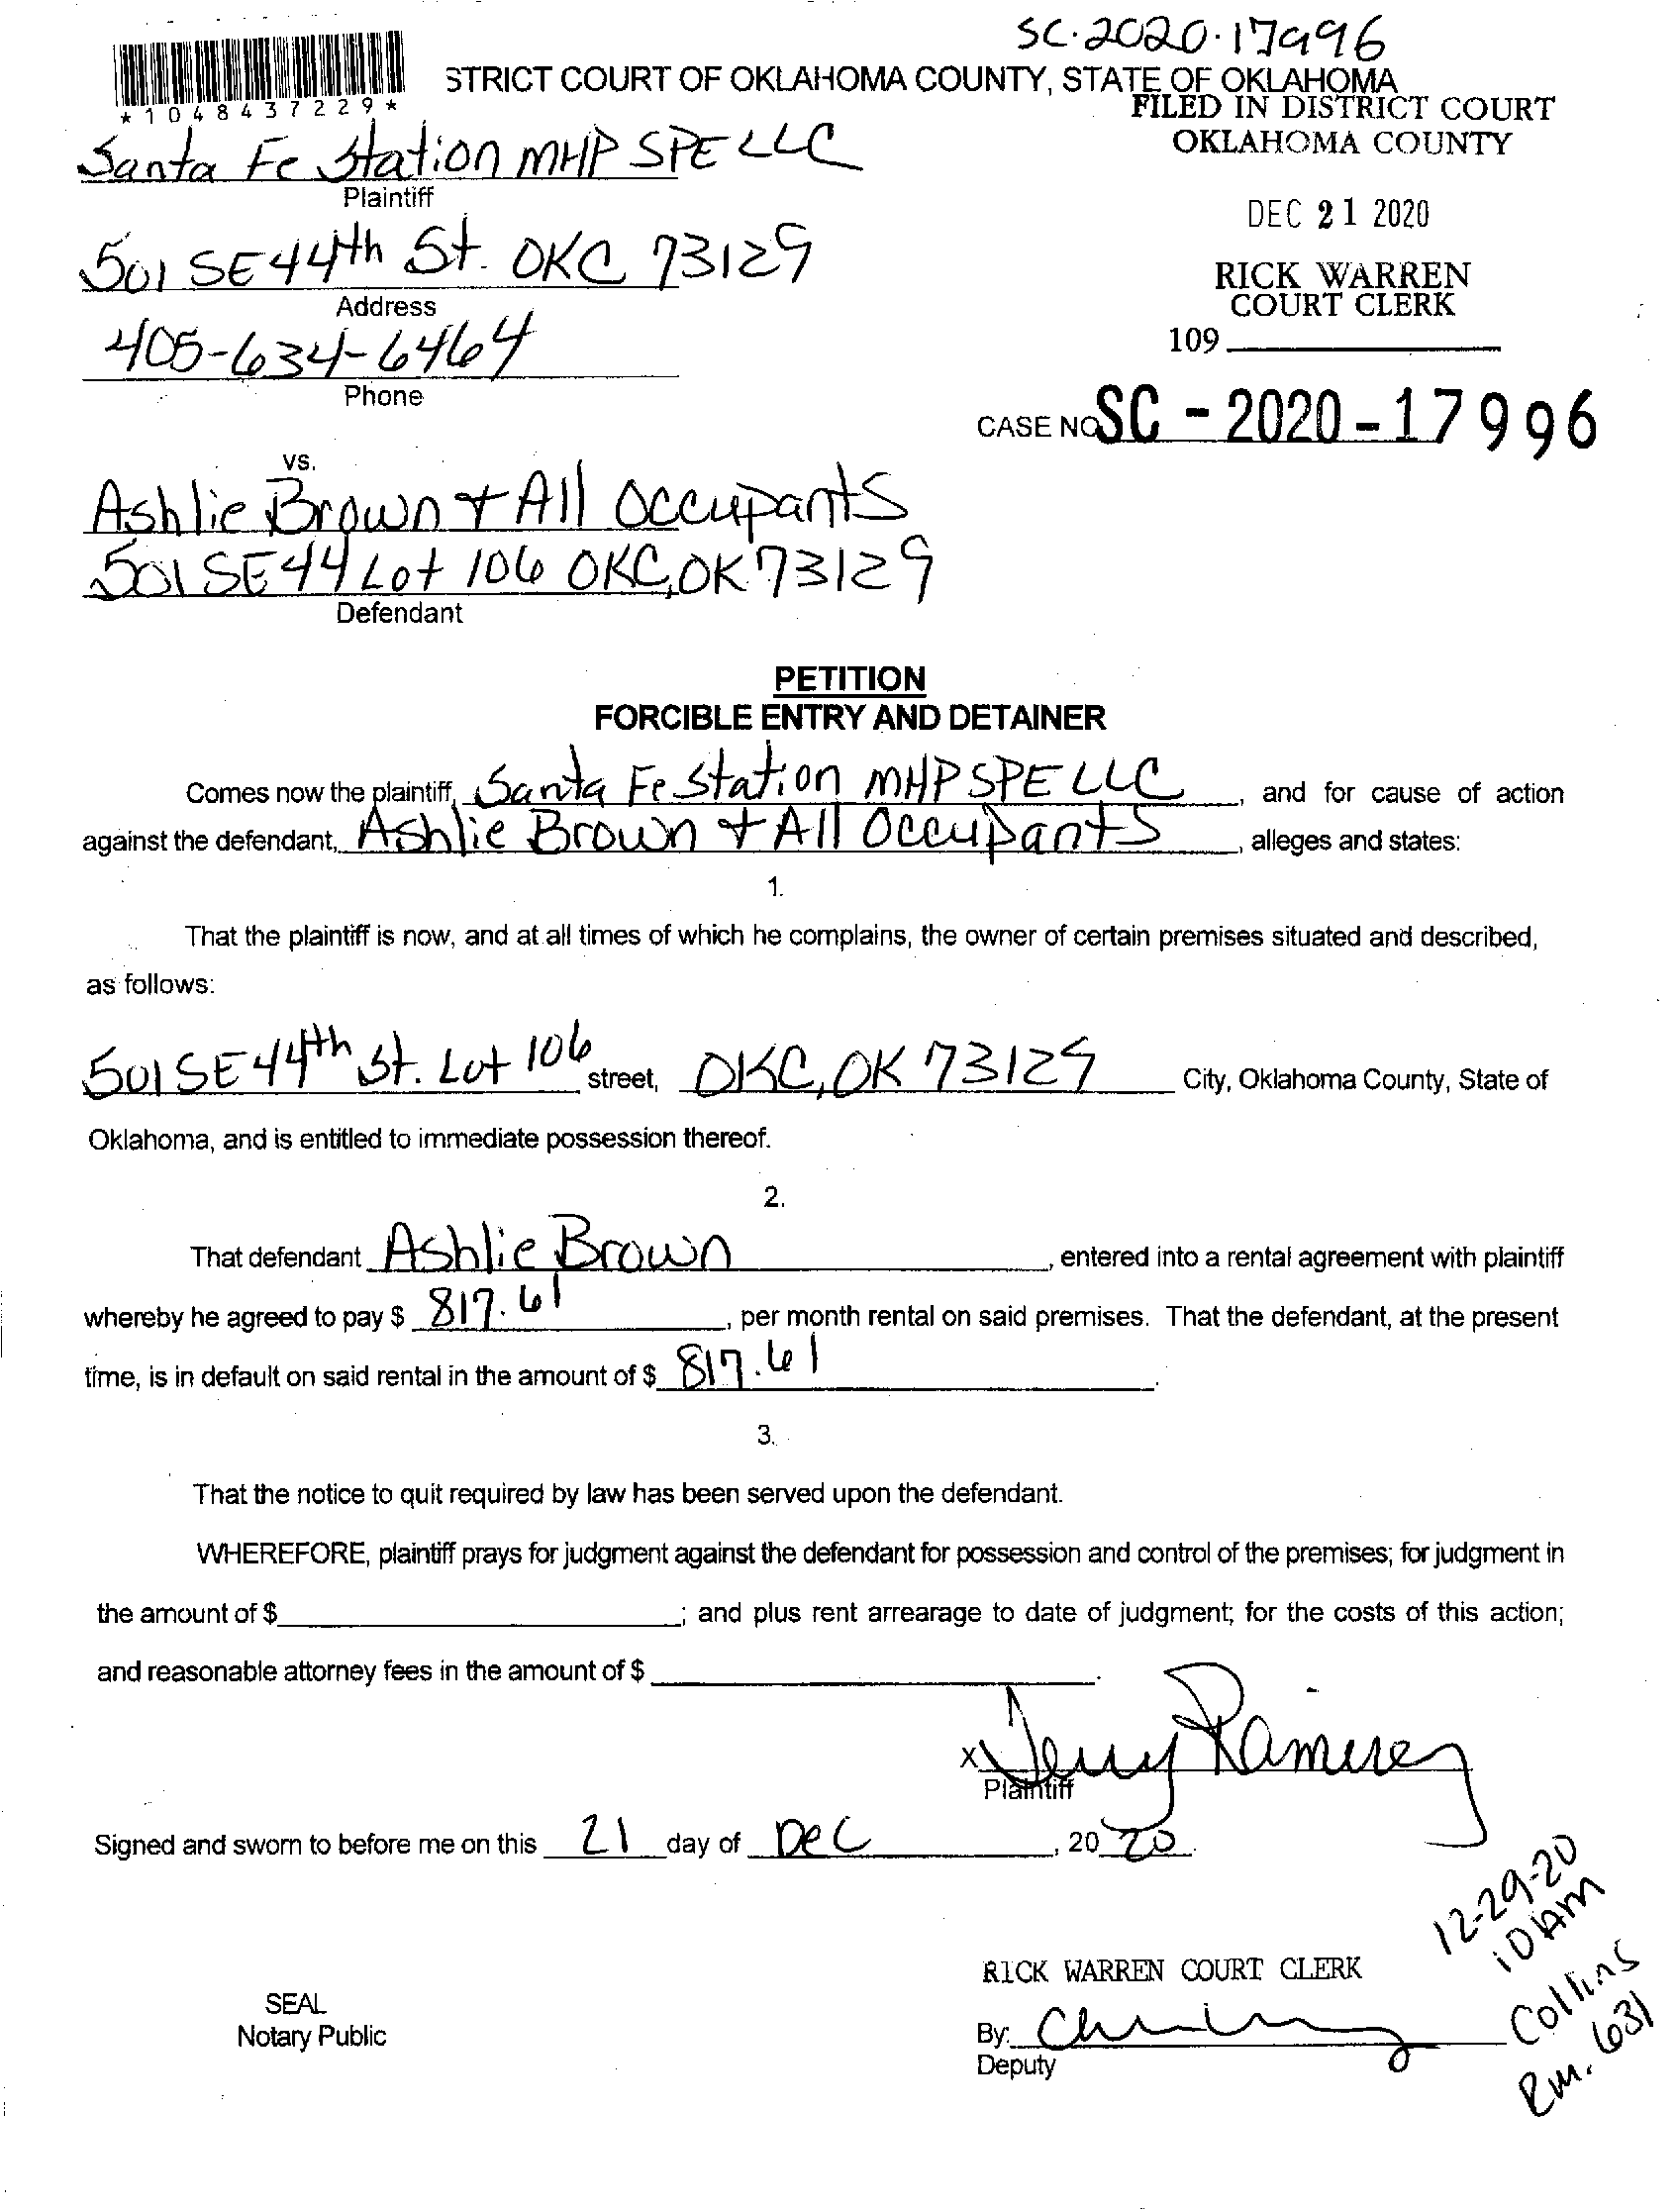 SC.2020.17996
STRICT COURT OF OKLAHOMA COUNTY, STATE OF OKLAHOMA
*1048437229*
FILED IN DISTRICT COURT
OKLAHOMA COUNTY
Santa Fe Station MHP SPE LLC
Plaintiff
DEC 21 2020
501 SE 44th St. OKC 73129
Address
RICK WARREN
COURT CLERK
405-634-6464
Phone
109
CASE NO SC - 2020 - 17996
vs.
Ashlie Brown + All Occupants
501 SE 44 Lot 106 OKC, OK 73129
Defendant
PETITION
FORCIBLE ENTRY AND DETAINER
Comes now the plaintiff, Santa Fe Station MHP SPE LLC, and for cause of action
against the defendant, Ashlie Brown + All Occupants, alleges and states:
1.
That the plaintiff is now, and at all times of which he complains, the owner of certain premises situated and described,
as follows:
501 SE 44th St. Lot 106 street, OKC, OK 73129 City, Oklahoma County, State of
Oklahoma, and is entitled to immediate possession thereof.
2.
That defendant Ashlie Brown, entered into a rental agreement with plaintiff
whereby he agreed to pay $ 817.61, per month rental on said premises. That the defendant, at the present
time, is in default on said rental in the amount of $ 817.61.
3.
That the notice to quit required by law has been served upon the defendant.
WHEREFORE, plaintiff prays for judgment against the defendant for possession and control of the premises; for judgment in
the amount of $ ; and plus rent arrearage to date of judgment; for the costs of this action;
and reasonable attorney fees in the amount of $ .
x Jerry Ramirez
Plaintiff
Signed and sworn to before me on this 21 day of Dec, 20 20.
12-29-20
10 AM
Collins
Rm. 631
RICK WARREN COURT CLERK
SEAL
Notary Public
By:
Deputy